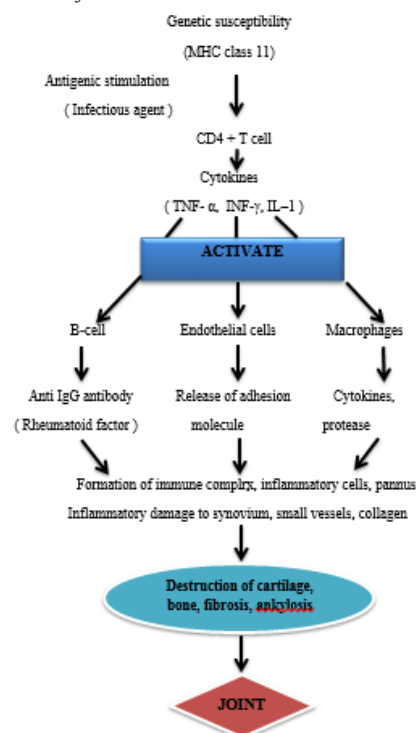 Genetic susceptibility
(MHC class 11)
Antigenic stimulation
( Infectious agent )
CD4 + T cell
Cytokines
( TNF- α, INF-γ, IL–1 )
ACTIVATE
B-cell Endothelial cells Macrophages
Anti IgG antibody Release of adhesion Cytokines,
( Rheumatoid factor ) molecule protease
Formation of immune complrx, inflammatory cells, pannus
Inflammatory damage to synovium, small vessels, collagen
Destruction of cartilage,
bone, fibrosis, ankylosis
JOINT